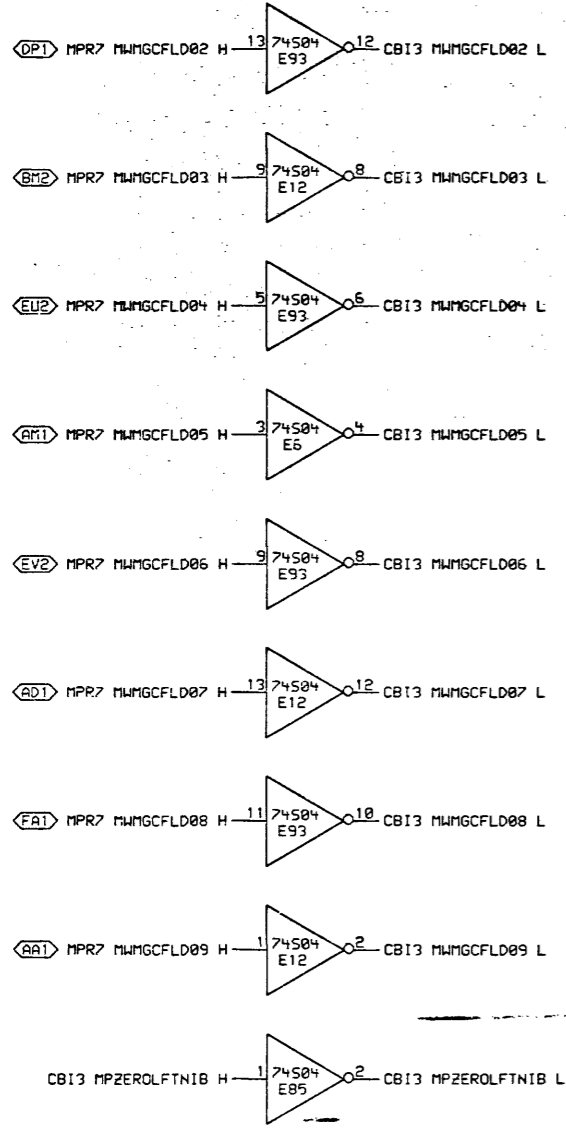 DP1 MPR7 MWMGCFLD02 H 13 74S04 12 CBI3 MWMGCFLD02 L
E93
BM2 MPR7 MWMGCFLD03 H 9 74S04 8 CBI3 MWMGCFLD03 L
E12
EU2 MPR7 MWMGCFLD04 H 5 74S04 6 CBI3 MWMGCFLD04 L
E93
AM1 MPR7 MWMGCFLD05 H 3 74S04 4 CBI3 MWMGCFLD05 L
E6
EV2 MPR7 MWMGCFLD06 H 9 74S04 8 CBI3 MWMGCFLD06 L
E93
AD1 MPR7 MWMGCFLD07 H 13 74S04 12 CBI3 MWMGCFLD07 L
E12
FA1 MPR7 MWMGCFLD08 H 11 74S04 10 CBI3 MWMGCFLD08 L
E93
AA1 MPR7 MWMGCFLD09 H 1 74S04 2 CBI3 MWMGCFLD09 L
E12
CBI3 MPZEROLFTNIB H 1 74S04 2 CBI3 MPZEROLFTNIB L
E85